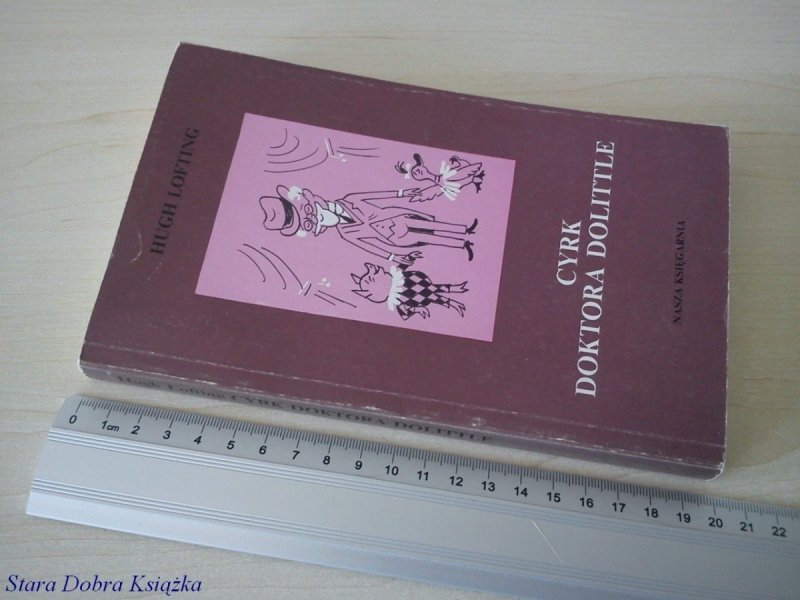 HUGH LOFTING
CYRK
DOKTORA DOLITTLE
NASZA KSIĘGARNIA
Hugh Lofting CYRK DOKTORA DOLITTLE
0 1cm 2 3 4 5 6 7 8 9 10 11 12 13 14 15 16 17 18 19 20 21 22
Stara Dobra Książka